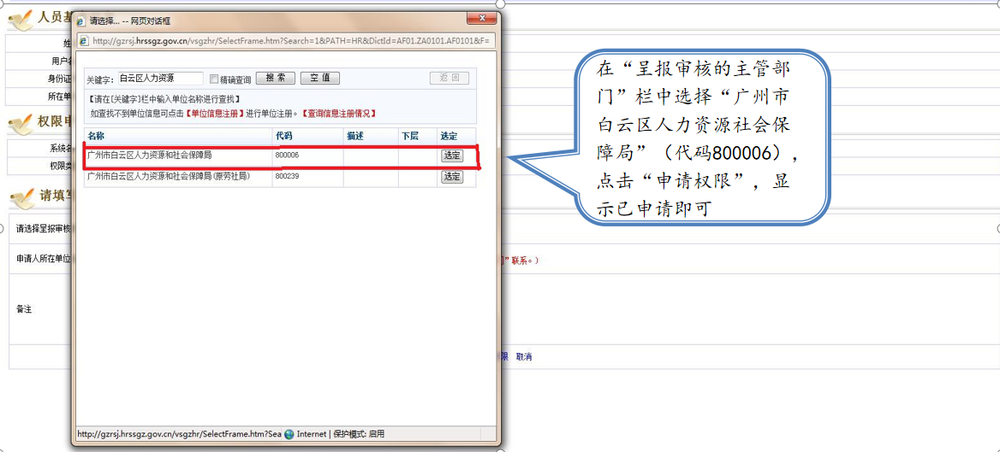 人员基
请选择... -- 网页对话框
http://gzrsj.hrssgz.gov.cn/vsgzhr/SelectFrame.htm?Search=1&PATH=HR&DictId=AF01.ZA0101.AF0101&F=
姓
用户名
身份证
所在单
权限申
系统名
权限类
请填写
请选择呈报审核
申请人所在单位
备注
关键字: 白云区人力资源 精确查询 搜 索 空 值 返 回
【请在[关键字]栏中输入单位名称进行查找】
如查找不到单位信息可点击【单位信息注册】进行单位注册。【查询信息注册情况】
名称 代码 描述 下层 选定
广州市白云区人力资源和社会保障局 800006 选定
广州市白云区人力资源和社会保障局(原劳社局) 800239 选定
在“呈报审核的主管部
门”栏中选择“广州市
白云区人力资源社会保
障局”（代码800006），
点击“申请权限”，显
示已申请即可
门”联系。）
限 取消
http://gzrsj.hrssgz.gov.cn/vsgzhr/SelectFrame.htm?Sea Internet | 保护模式: 启用